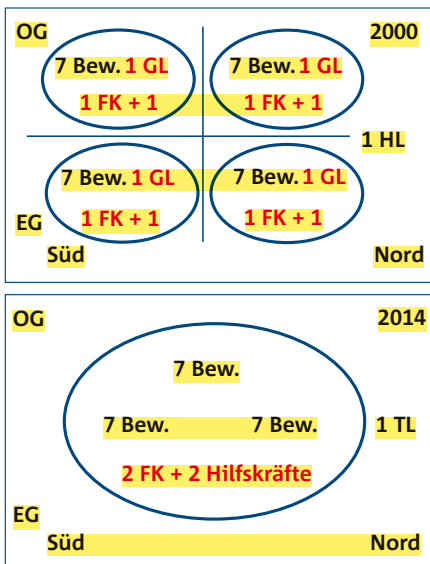 OG 2000
7 Bew. 1 GL 7 Bew. 1 GL
1 FK + 1 1 FK + 1
1 HL
7 Bew. 1 GL 7 Bew. 1 GL
1 FK + 1 1 FK + 1
EG
Süd Nord
OG 2014
7 Bew.
7 Bew. 7 Bew. 1 TL
2 FK + 2 Hilfskräfte
EG
Süd Nord